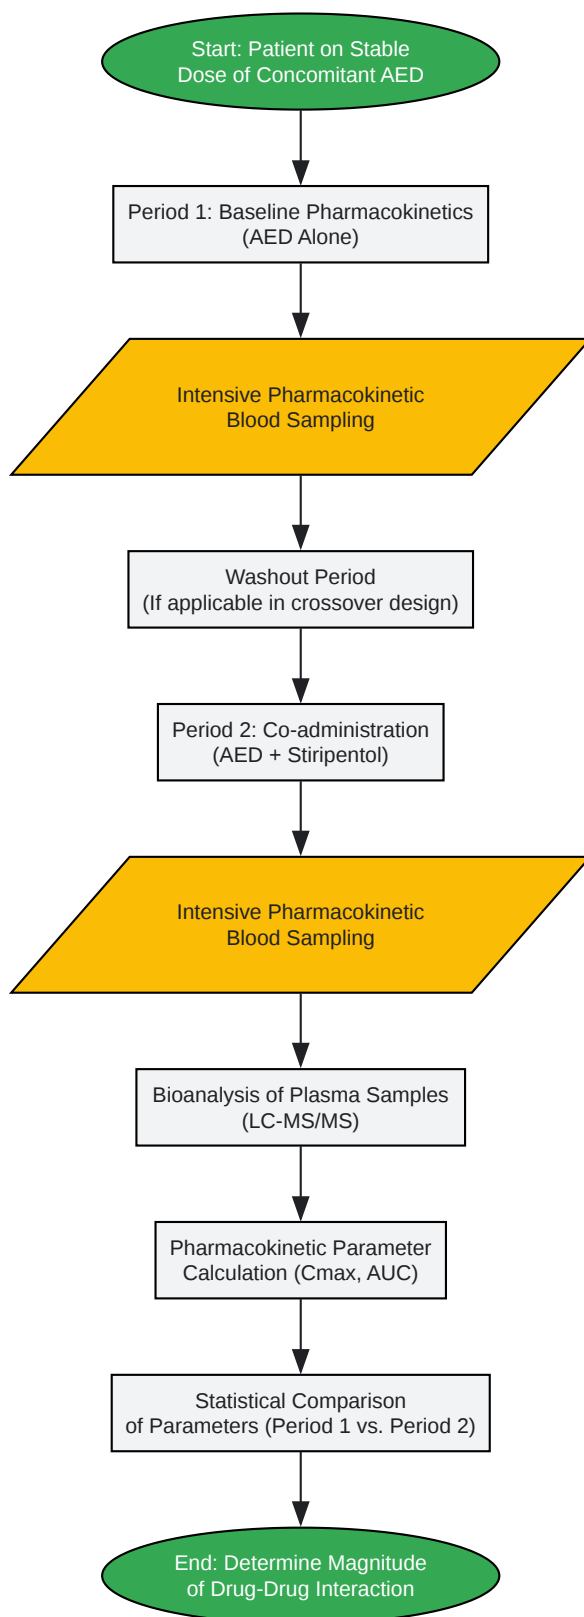 Start: Patient on Stable
Dose of Concomitant AED
Period 1: Baseline Pharmacokinetics
(AED Alone)
Intensive Pharmacokinetic
Blood Sampling
Washout Period
(If applicable in crossover design)
Period 2: Co-administration
(AED + Stiripentol)
Intensive Pharmacokinetic
Blood Sampling
Bioanalysis of Plasma Samples
(LC-MS/MS)
Pharmacokinetic Parameter
Calculation (Cmax, AUC)
Statistical Comparison
of Parameters (Period 1 vs. Period 2)
End: Determine Magnitude
of Drug-Drug Interaction